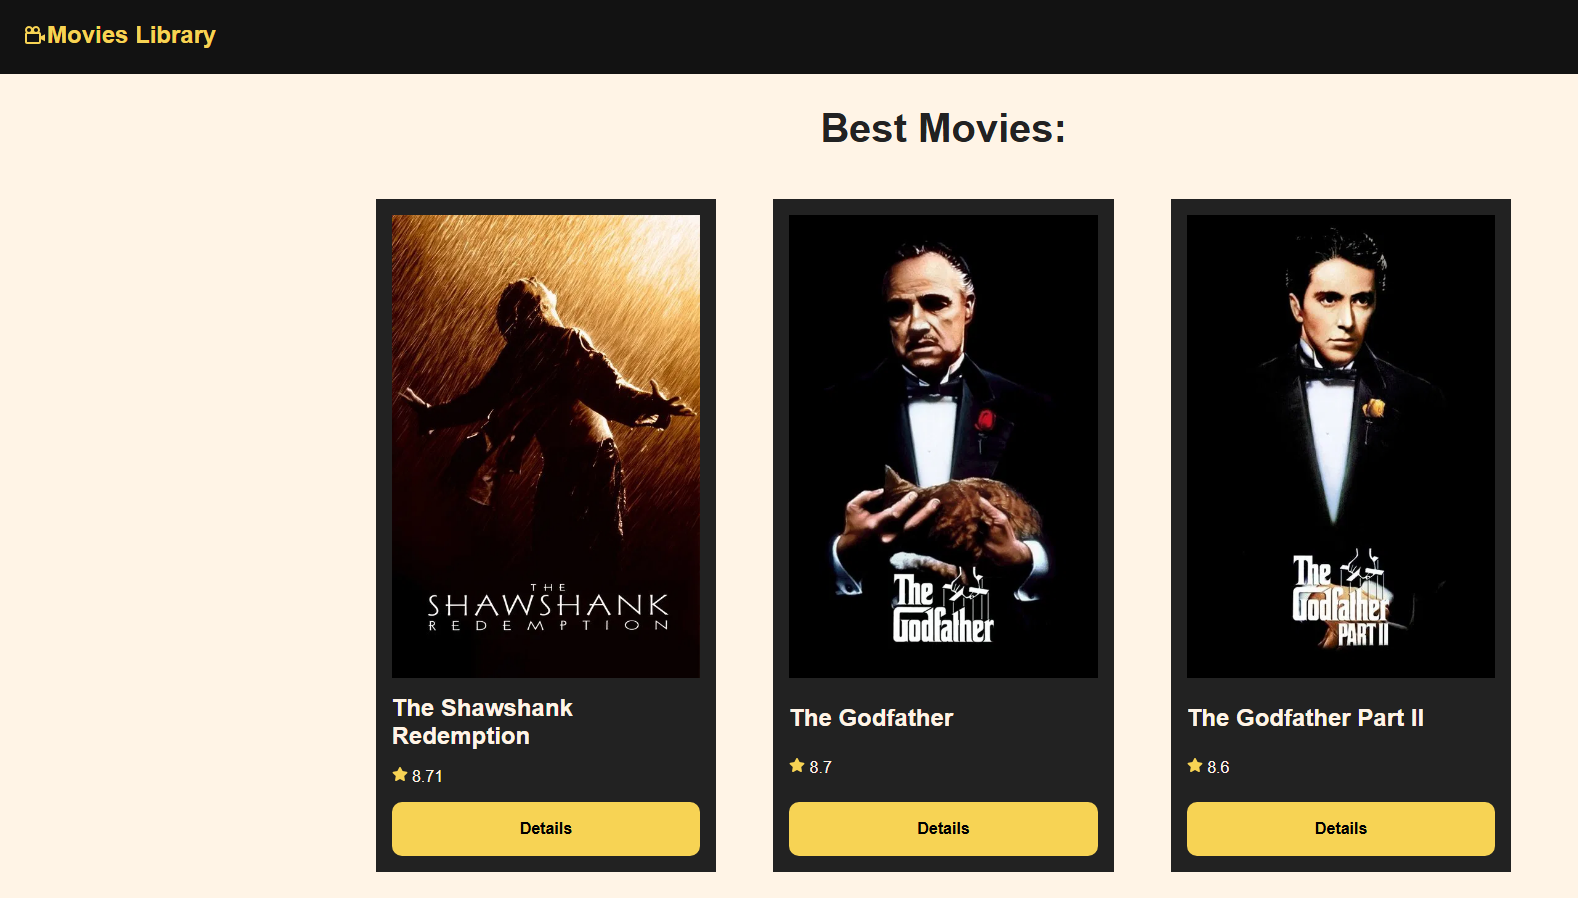 Movies Library
Best Movies:
THE
SHAWSHANK
REDEMPTION
The Shawshank
Redemption
8.71
Details
The
Godfather
The Godfather
8.7
Details
The
Godfather
PART II
The Godfather Part II
8.6
Details